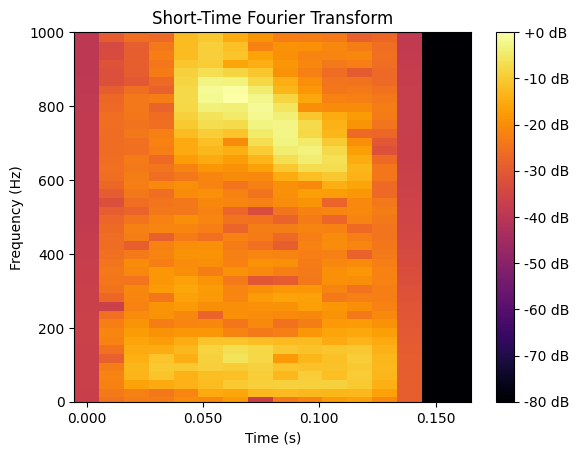 Short-Time Fourier Transform
1000
800
600
400
200
0
Frequency (Hz)
0.000
0.050
0.100
0.150
Time (s)
+0 dB
-10 dB
-20 dB
-30 dB
-40 dB
-50 dB
-60 dB
-70 dB
-80 dB